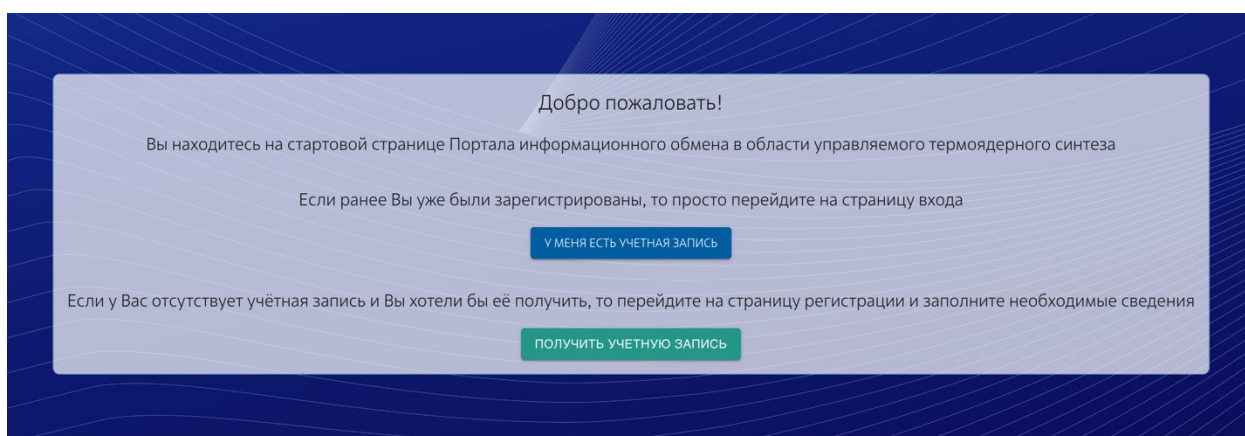 Добро пожаловать!
Вы находитесь на стартовой странице Портала информационного обмена в области управляемого термоядерного синтеза
Если ранее Вы уже были зарегистрированы, то просто перейдите на страницу входа
У МЕНЯ ЕСТЬ УЧЕТНАЯ ЗАПИСЬ
Если у Вас отсутствует учётная запись и Вы хотели бы её получить, то перейдите на страницу регистрации и заполните необходимые сведения
ПОЛУЧИТЬ УЧЕТНУЮ ЗАПИСЬ